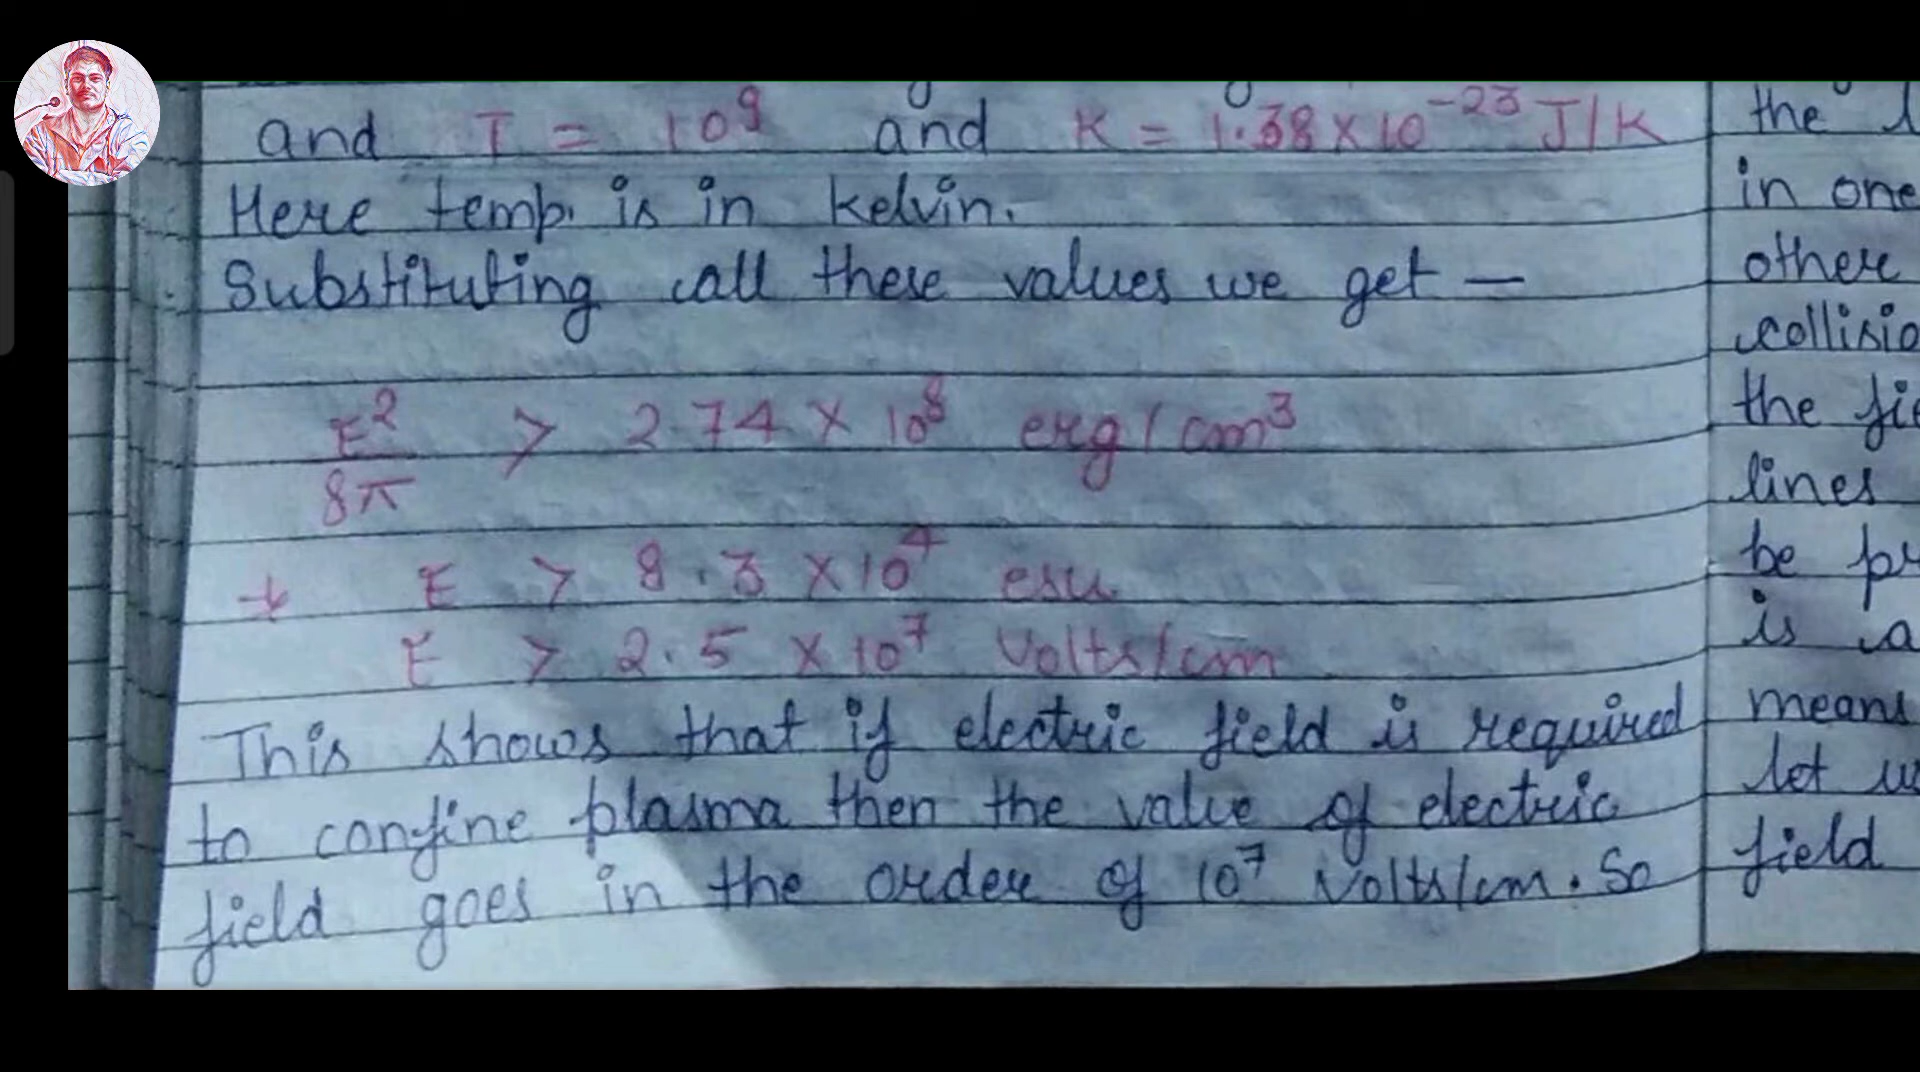 and T = 10⁹ and K = 1.38 × 10⁻²³ J/K
Here temp. is in kelvin.
Substituting all these values we get —
E²/8π > 2.74 × 10⁸ erg/cm³
→ E > 8.3 × 10⁴ esu
E > 2.5 × 10⁷ Volts/cm
This shows that if electric field is required
to confine plasma then the value of electric
field goes in the order of 10⁷ Volts/cm. So
the
in one
other
the
lines
be
is
means
let
field